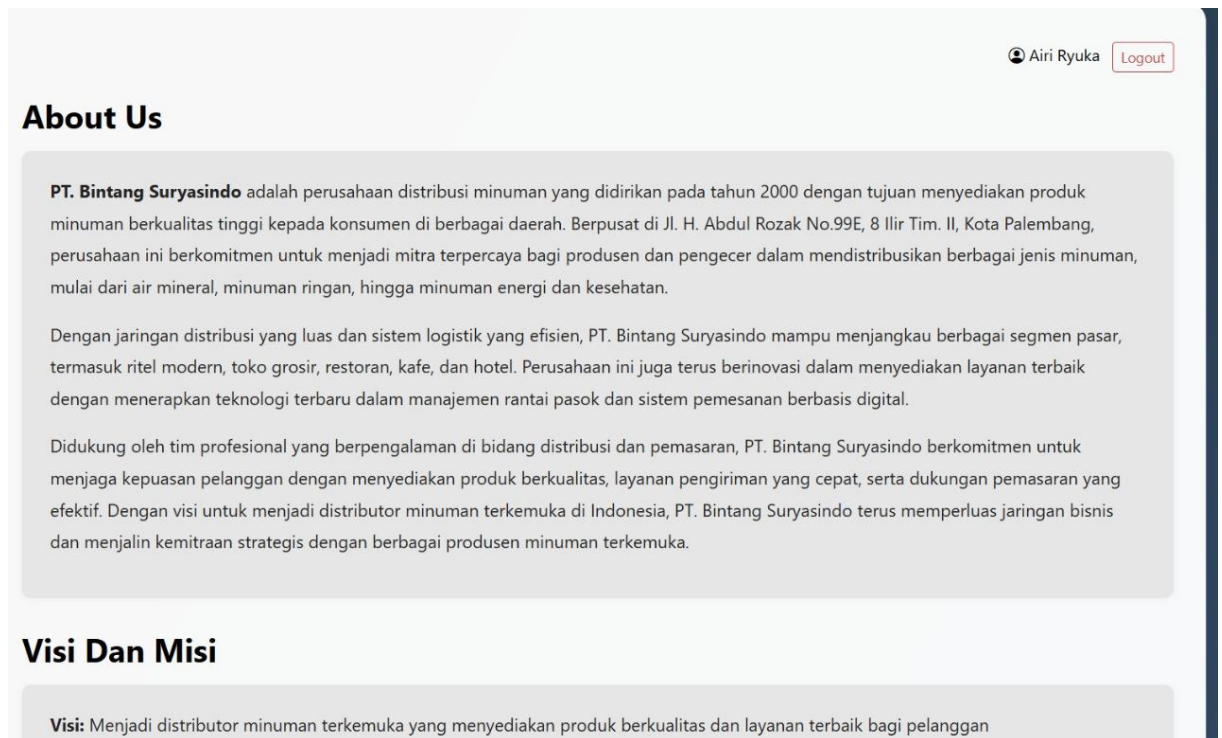 Airi Ryuka Logout
About Us
PT. Bintang Suryasindo adalah perusahaan distribusi minuman yang didirikan pada tahun 2000 dengan tujuan menyediakan produk
minuman berkualitas tinggi kepada konsumen di berbagai daerah. Berpusat di Jl. H. Abdul Rozak No.99E, 8 Ilir Tim. II, Kota Palembang,
perusahaan ini berkomitmen untuk menjadi mitra terpercaya bagi produsen dan pengecer dalam mendistribusikan berbagai jenis minuman,
mulai dari air mineral, minuman ringan, hingga minuman energi dan kesehatan.
Dengan jaringan distribusi yang luas dan sistem logistik yang efisien, PT. Bintang Suryasindo mampu menjangkau berbagai segmen pasar,
termasuk ritel modern, toko grosir, restoran, kafe, dan hotel. Perusahaan ini juga terus berinovasi dalam menyediakan layanan terbaik
dengan menerapkan teknologi terbaru dalam manajemen rantai pasok dan sistem pemesanan berbasis digital.
Didukung oleh tim profesional yang berpengalaman di bidang distribusi dan pemasaran, PT. Bintang Suryasindo berkomitmen untuk
menjaga kepuasan pelanggan dengan menyediakan produk berkualitas, layanan pengiriman yang cepat, serta dukungan pemasaran yang
efektif. Dengan visi untuk menjadi distributor minuman terkemuka di Indonesia, PT. Bintang Suryasindo terus memperluas jaringan bisnis
dan menjalin kemitraan strategis dengan berbagai produsen minuman terkemuka.
Visi Dan Misi
Visi: Menjadi distributor minuman terkemuka yang menyediakan produk berkualitas dan layanan terbaik bagi pelanggan